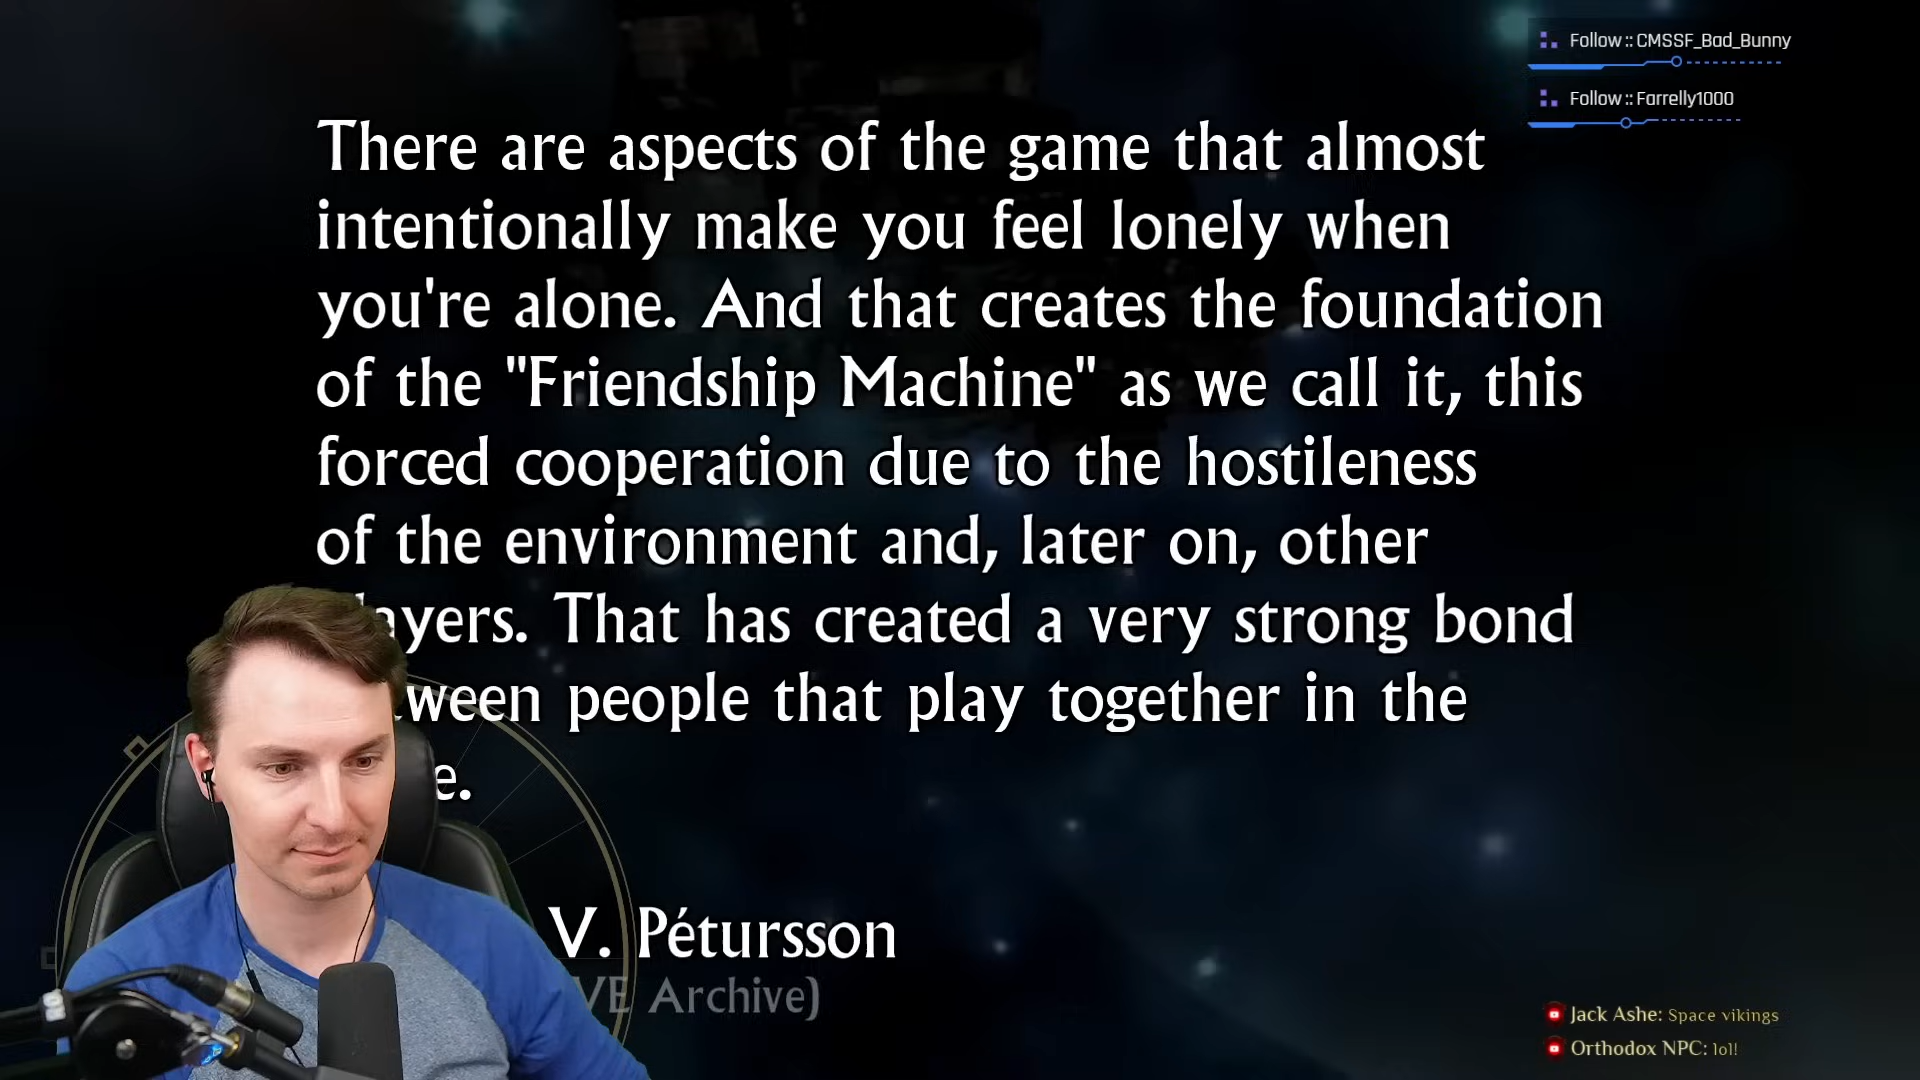 Follow :: CMSSF_Bad_Bunny
Follow :: Farrelly1000
There are aspects of the game that almost
intentionally make you feel lonely when
you're alone. And that creates the foundation
of the "Friendship Machine" as we call it, this
forced cooperation due to the hostileness
of the environment and, later on, other
ayers. That has created a very strong bond
ween people that play together in the
e.
V. Pétursson
VE Archive)
Jack Ashe: Space vikings
Orthodox NPC: lol!